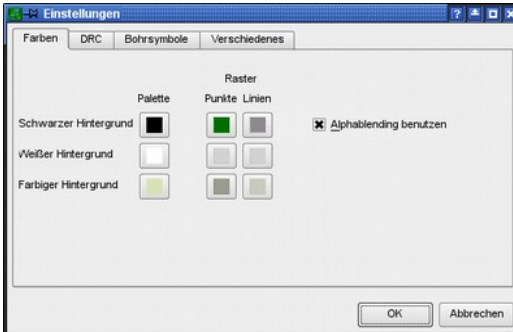 Einstellungen
Farben DRC Bohrsymbole Verschiedenes
Raster
Palette Punkte Linien
Schwarzer Hintergrund
Alphablending benutzen
Weißer Hintergrund
Farbiger Hintergrund
OK Abbrechen